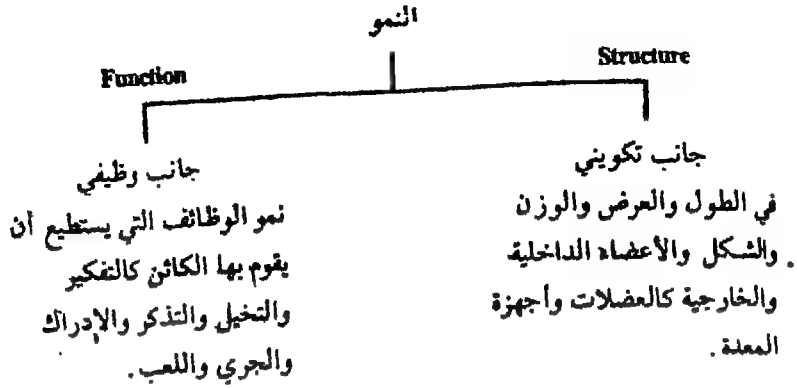 النمو
Structure
Function
جانب تكويني
في الطول والعرض والوزن
والشكل والأعضاء الداخلية
والخارجية كالعضلات وأجهزة
المعدة .
جانب وظيفي
نمو الوظائف التي يستطيع أن
يقوم بها الكائن كالتفكير
والتخيل والتذكر والإدراك
والجري واللعب .